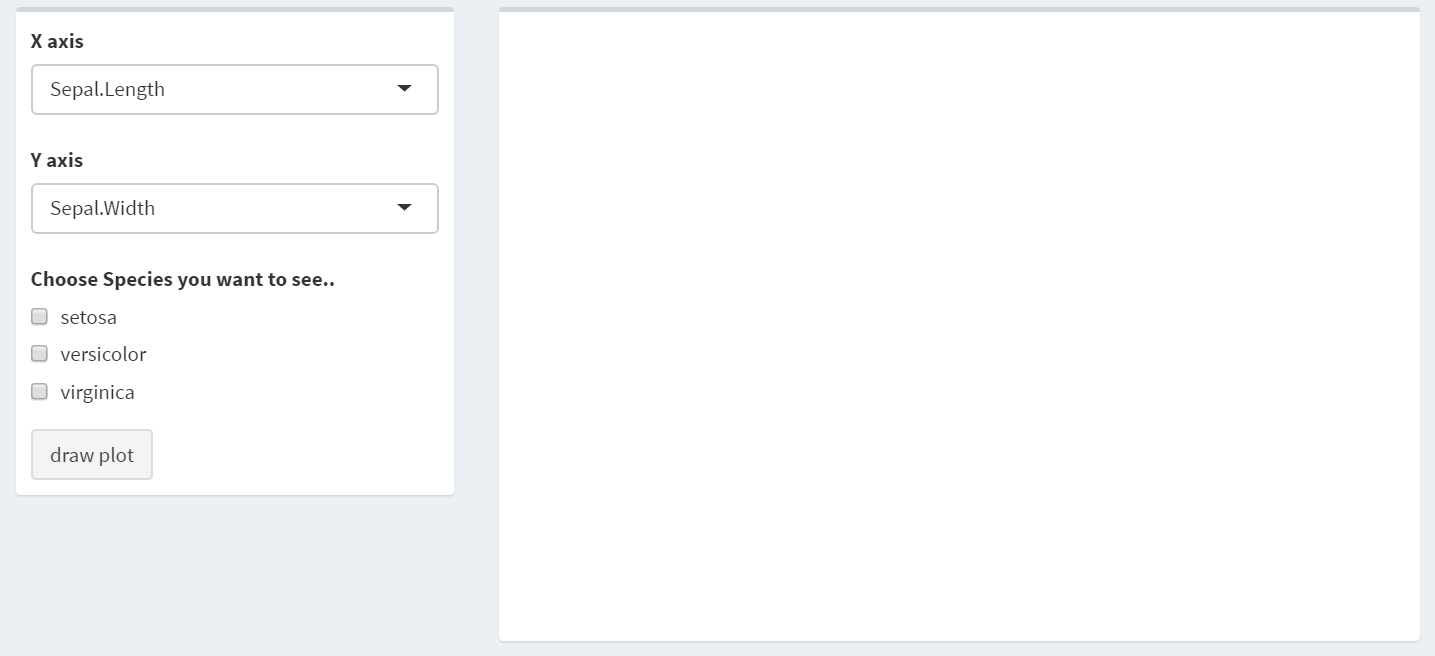 X axis
Sepal.Length
Y axis
Sepal.Width
Choose Species you want to see..
setosa
versicolor
virginica
draw plot